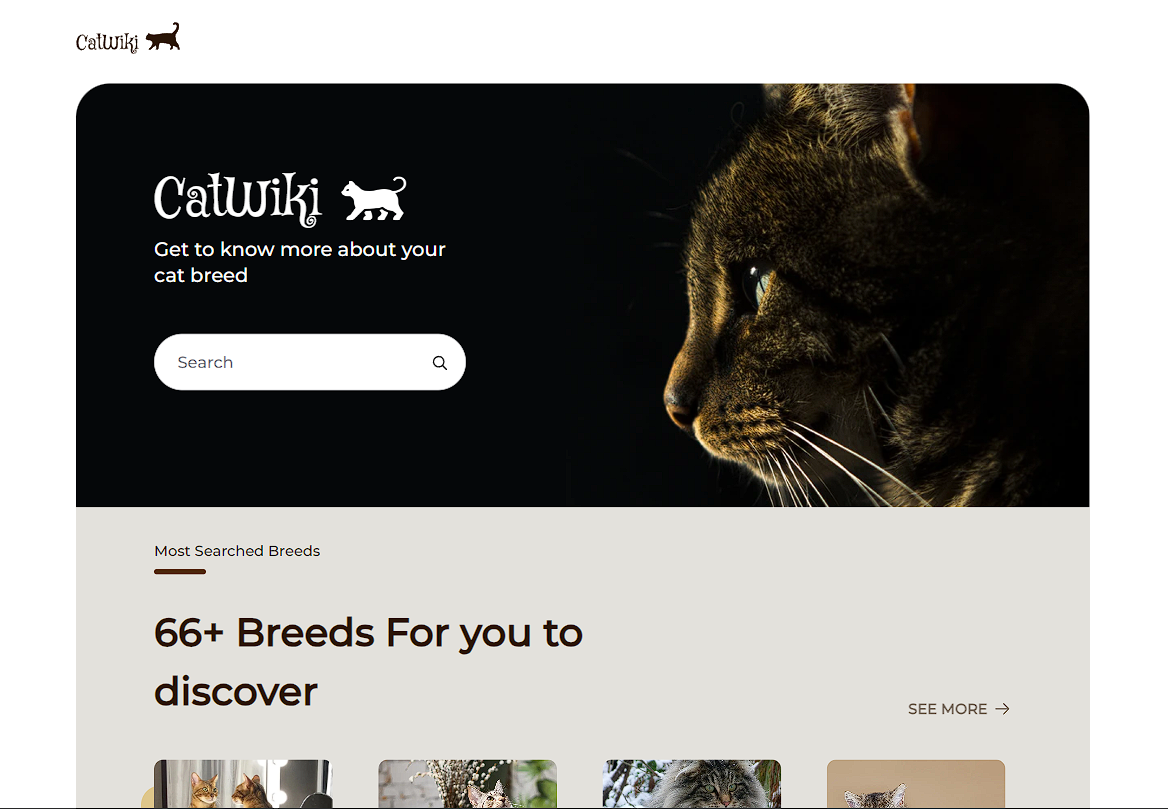 CatWiki
CatWiki
Get to know more about your
cat breed
Search
Most Searched Breeds
66+ Breeds For you to
discover
SEE MORE